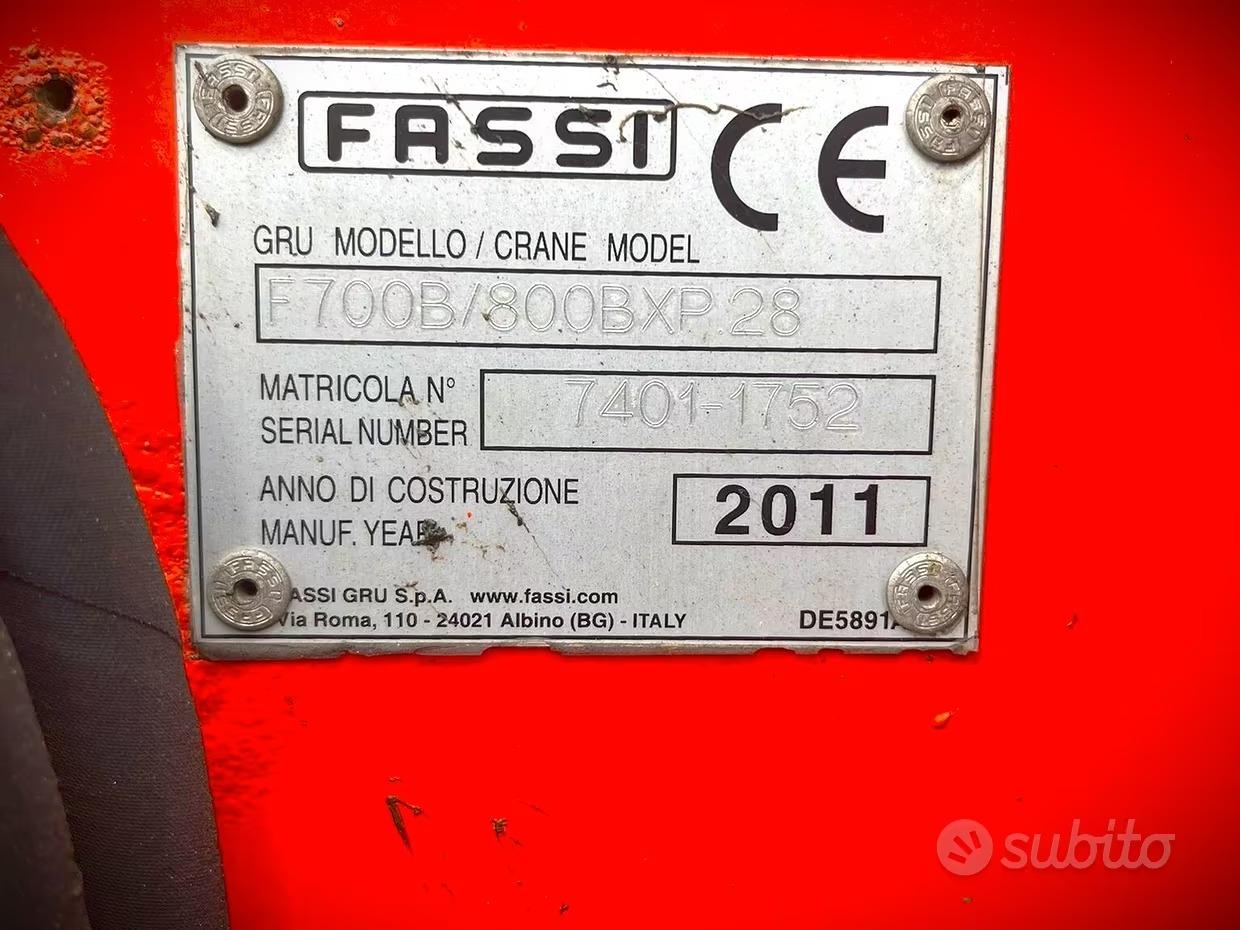 FASSI CE
GRU MODELLO / CRANE MODEL
F700B/800BXP.28
MATRICOLA N°
7401-1752
SERIAL NUMBER
ANNO DI COSTRUZIONE
2011
MANUF. YEAR
FASSI GRU S.p.A. www.fassi.com
Via Roma, 110 - 24021 Albino (BG) - ITALY
subito